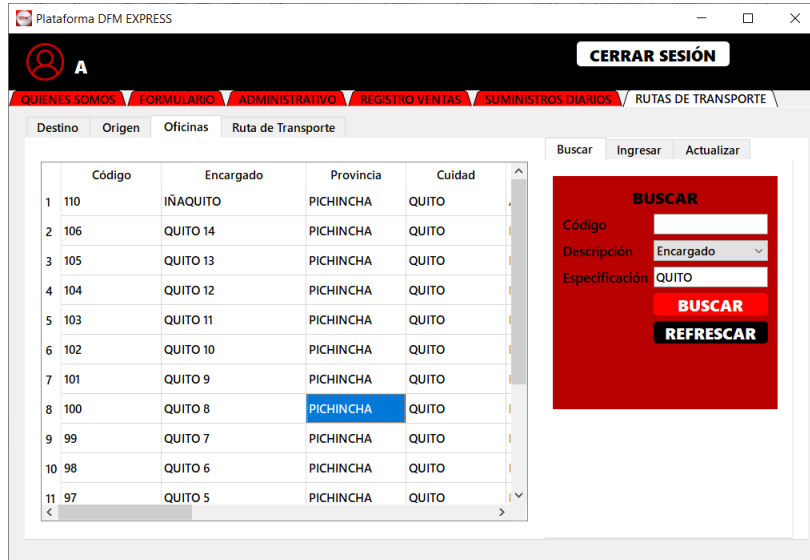 Plataforma DFM EXPRESS
A
CERRAR SESIÓN
QUIENES SOMOS FORMULARIO ADMINISTRATIVO REGISTRO VENTAS SUMINISTROS DIARIOS RUTAS DE TRANSPORTE
Destino Origen Oficinas Ruta de Transporte
Código Encargado Provincia Cuidad
1 110 IÑAQUITO PICHINCHA QUITO
2 106 QUITO 14 PICHINCHA QUITO
3 105 QUITO 13 PICHINCHA QUITO
4 104 QUITO 12 PICHINCHA QUITO
5 103 QUITO 11 PICHINCHA QUITO
6 102 QUITO 10 PICHINCHA QUITO
7 101 QUITO 9 PICHINCHA QUITO
8 100 QUITO 8 PICHINCHA QUITO
9 99 QUITO 7 PICHINCHA QUITO
10 98 QUITO 6 PICHINCHA QUITO
11 97 QUITO 5 PICHINCHA QUITO
Buscar Ingresar Actualizar
BUSCAR
Código
Descripción Encargado
Especificación QUITO
BUSCAR
REFRESCAR